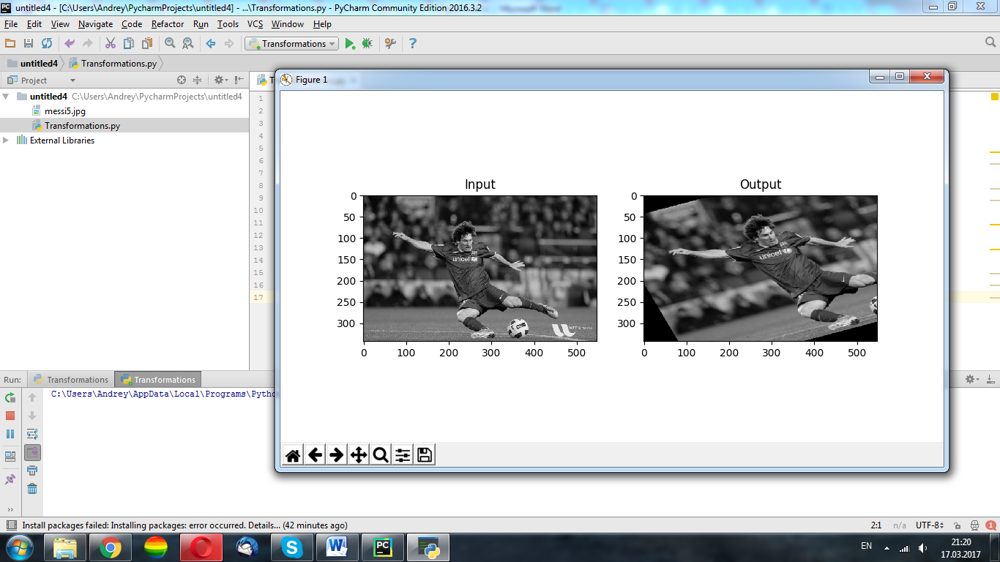 untitled4 - [C:\Users\Andrey\PycharmProjects\untitled4] - ...\Transformations.py - PyCharm Community Edition 2016.3.2
File Edit View Navigate Code Refactor Run Tools VCS Window Help
Transformations
untitled4 Transformations.py
Project
untitled4 C:\Users\Andrey\PycharmProjects\untitled4
messi5.jpg
Transformations.py
External Libraries
1
2
3
4
5
6
7
8
9
10
11
12
13
14
15
16
17
Figure 1
Input
0
50
100
150
200
250
300
0 100 200 300 400 500
unicef
Output
0
50
100
150
200
250
300
0 100 200 300 400 500
unicef
Run: Transformations Transformations
C:\Users\Andrey\AppData\Local\Programs\Pytho
Install packages failed: Installing packages: error occurred. Details... (42 minutes ago)
2:1 n/a UTF-8 1
EN
21:20
17.03.2017